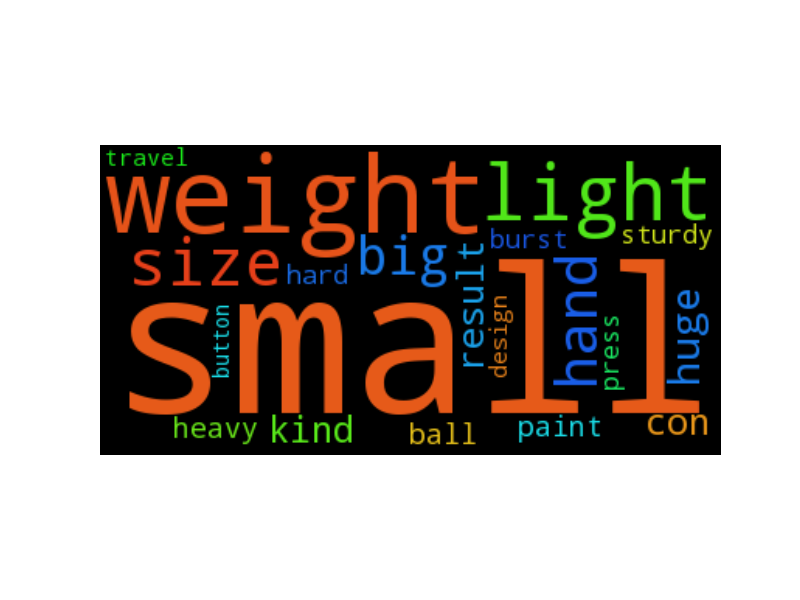 travel
weight
light
burst
sturdy
size
hard
big
result
hand
small
button
design
press
huge
heavy
kind
ball
paint
con